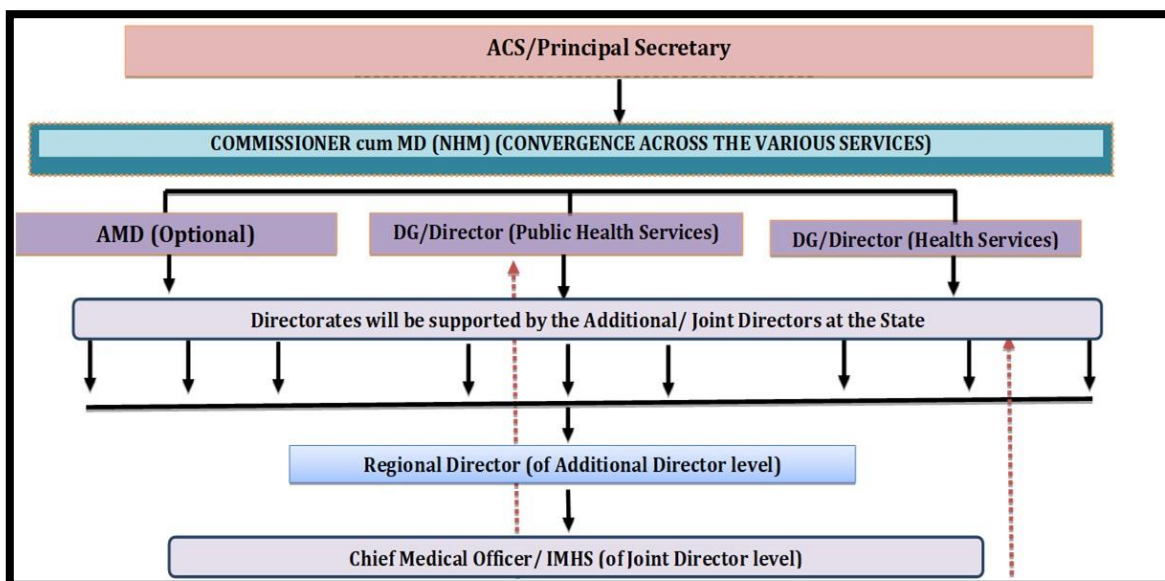 ACS/Principal Secretary
COMMISSIONER cum MD (NHM) (CONVERGENCE ACROSS THE VARIOUS SERVICES)
AMD (Optional)
DG/Director (Public Health Services)
DG/Director (Health Services)
Directorates will be supported by the Additional/ Joint Directors at the State
Regional Director (of Additional Director level)
Chief Medical Officer/ IMHS (of Joint Director level)